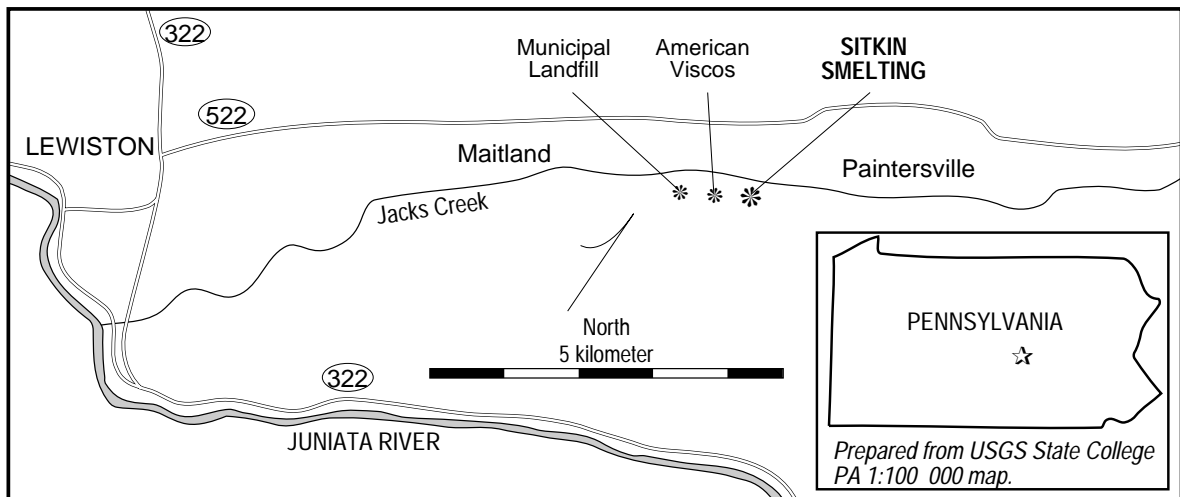 322
Municipal
Landfill
American
Viscos
SITKIN
SMELTING
522
LEWISTON
Maitland
Paintersville
Jacks Creek
North
5 kilometer
PENNSYLVANIA
322
JUNIATA RIVER
Prepared from USGS State College
PA 1:100 000 map.